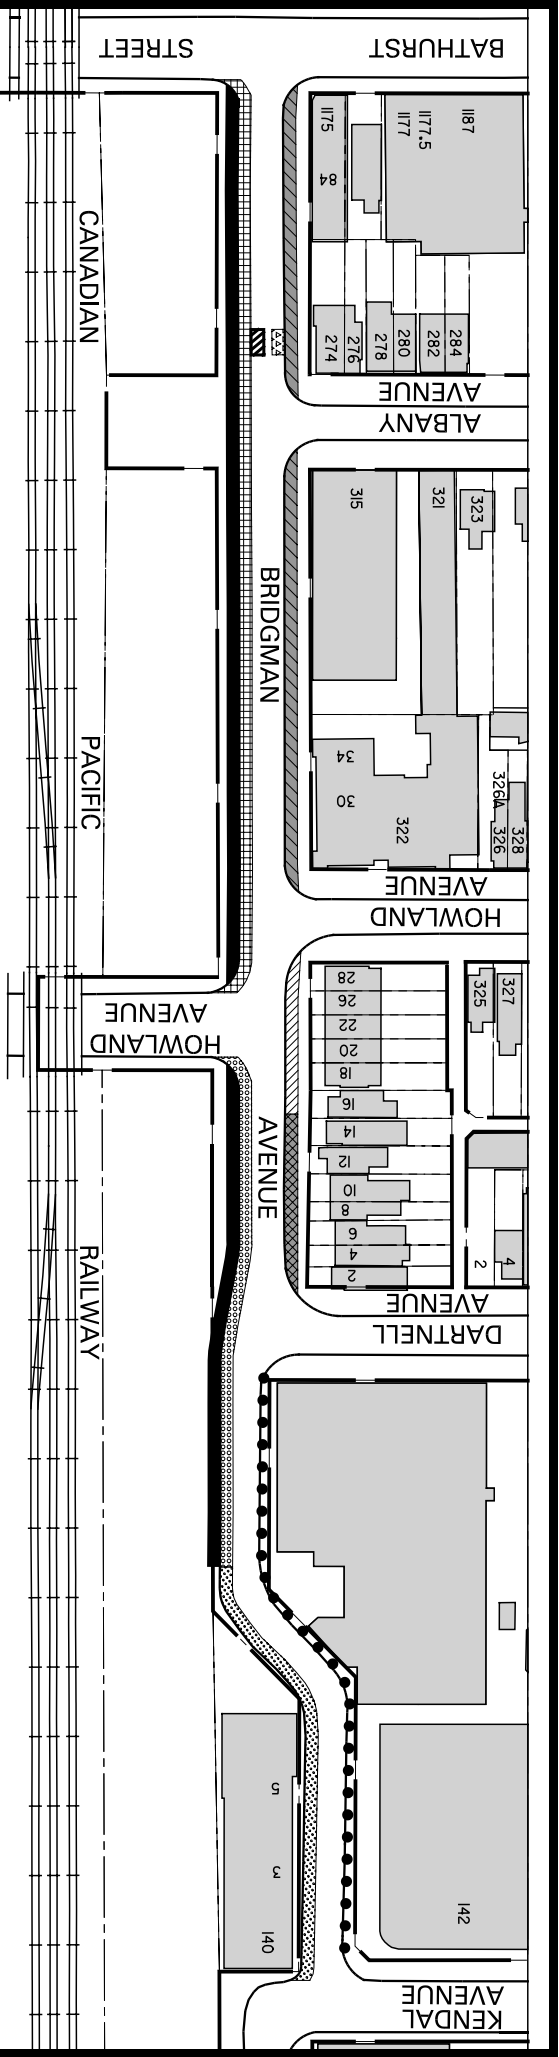 BATHURST
STREET
1187
1177.5
1177
1175
84
274
276
278
280
282
284
ALBANY
AVENUE
CANADIAN
315
321
323
BRIDGMAN
PACIFIC
34
30
322
326A
326
328
HOWLAND
AVENUE
HOWLAND
AVENUE
28
26
22
20
18
16
14
12
10
8
6
4
2
325
327
2
4
AVENUE
RAILWAY
DARTNELL
AVENUE
5
3
140
142
KENDAL
AVENUE